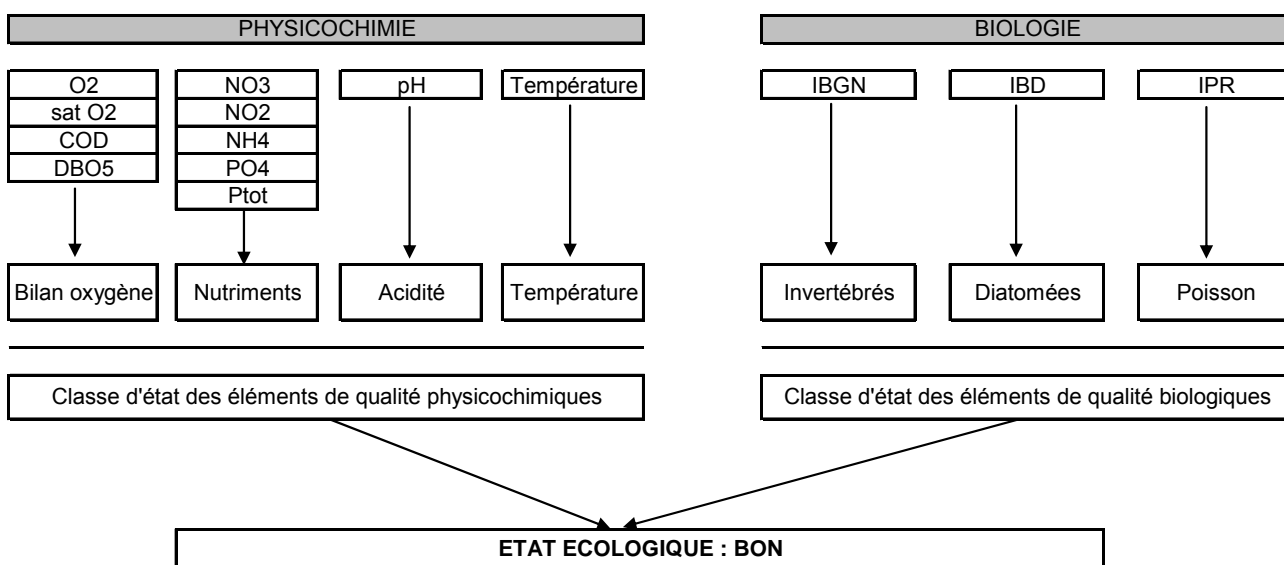 PHYSICOCHIMIE
O2
sat O2
COD
DBO5
NO3
NO2
NH4
PO4
Ptot
pH
Température
Bilan oxygène
Nutriments
Acidité
Température
Classe d'état des éléments de qualité physicochimiques
BIOLOGIE
IBGN
IBD
IPR
Invertébrés
Diatomées
Poisson
Classe d'état des éléments de qualité biologiques
ETAT ECOLOGIQUE : BON